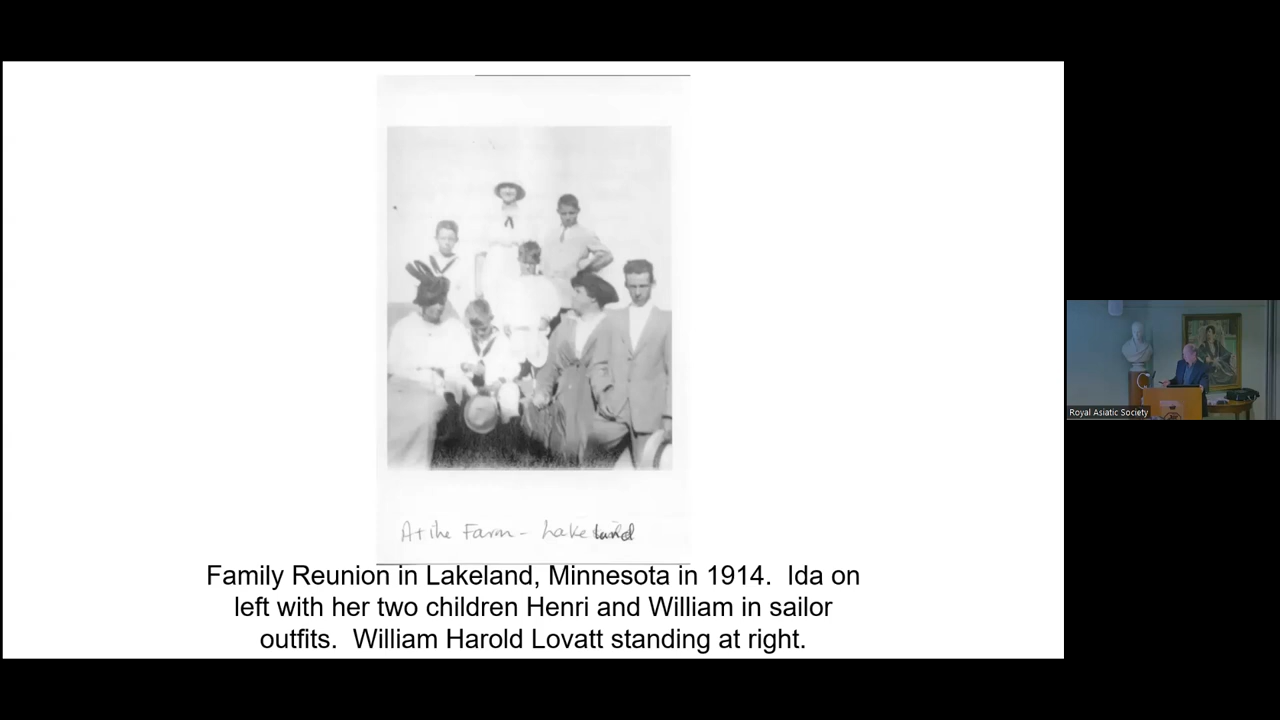 At the Farm - Lakeland
Family Reunion in Lakeland, Minnesota in 1914.  Ida on
left with her two children Henri and William in sailor
outfits.  William Harold Lovatt standing at right.
Royal Asiatic Society